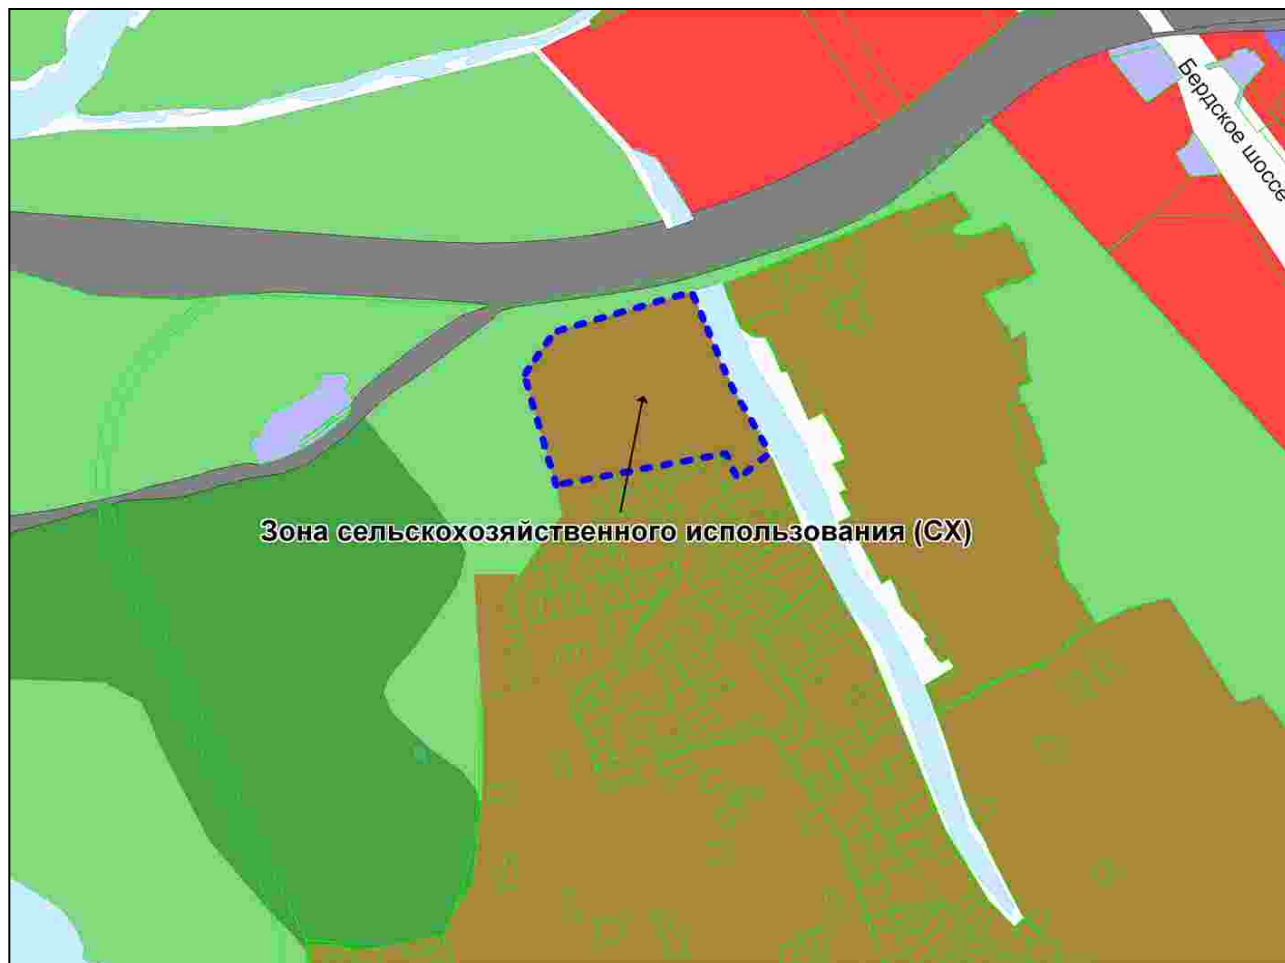 Бердское шоссе
Зона сельскохозяйственного использования (СХ)